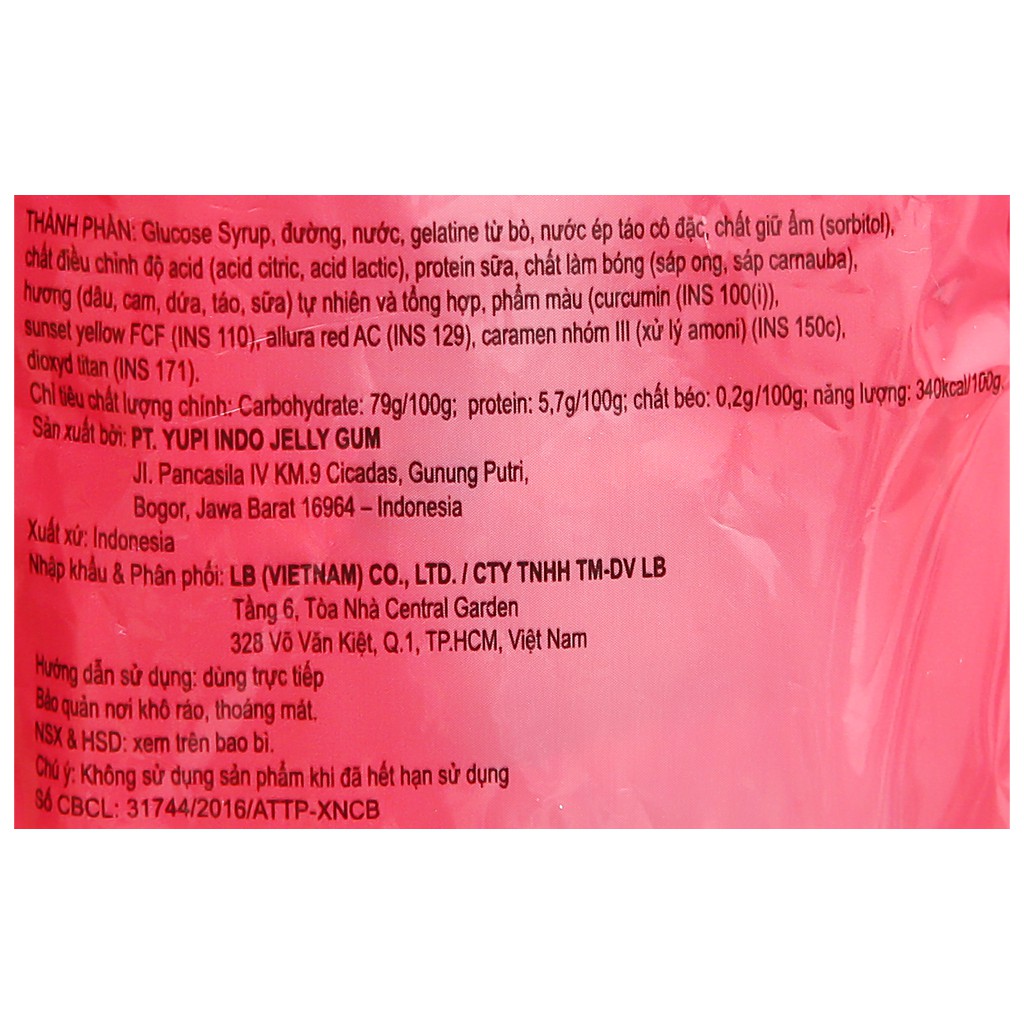 THÀNH PHẦN: Glucose Syrup, đường, nước, gelatine từ bò, nước ép táo cô đặc, chất giữ ẩm (sorbitol),
chất điều chỉnh độ acid (acid citric, acid lactic), protein sữa, chất làm bóng (sáp ong, sáp carnauba),
hương (dâu, cam, dứa, táo, sữa) tự nhiên và tổng hợp, phẩm màu (curcumin (INS 100(i)),
sunset yellow FCF (INS 110), allura red AC (INS 129), caramen nhóm III (xử lý amoni) (INS 150c),
dioxyd titan (INS 171).
Chỉ tiêu chất lượng chính: Carbohydrate: 79g/100g; protein: 5,7g/100g; chất béo: 0,2g/100g; năng lượng: 340kcal/100g.
Sản xuất bởi: PT. YUPI INDO JELLY GUM
Jl. Pancasila IV KM.9 Cicadas, Gunung Putri,
Bogor, Jawa Barat 16964 – Indonesia
Xuất xứ: Indonesia
Nhập khẩu & Phân phối: LB (VIETNAM) CO., LTD. / CTY TNHH TM-DV LB
Tầng 6, Tòa Nhà Central Garden
328 Võ Văn Kiệt, Q.1, TP.HCM, Việt Nam
Hướng dẫn sử dụng: dùng trực tiếp
Bảo quản nơi khô ráo, thoáng mát.
NSX & HSD: xem trên bao bì.
Chú ý: Không sử dụng sản phẩm khi đã hết hạn sử dụng
Số CBCL: 31744/2016/ATTP-XNCB